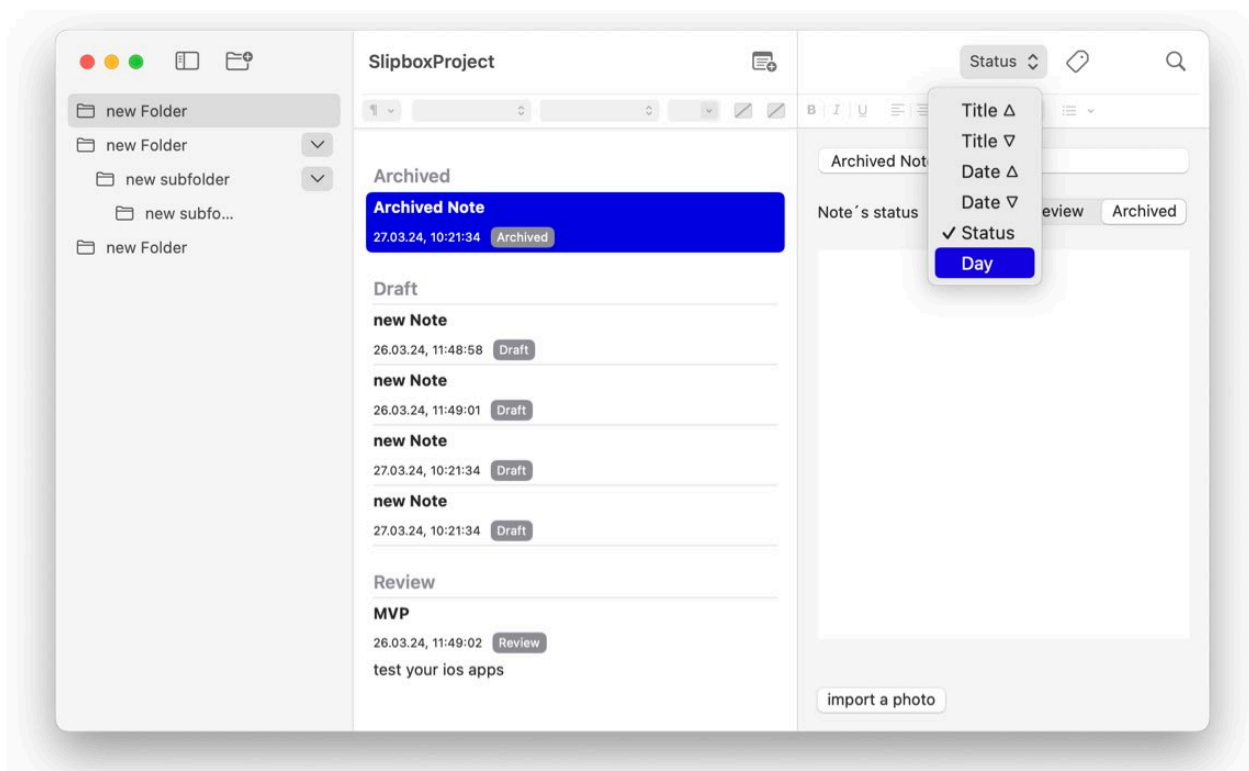 SlipboxProject
Status
new Folder
new Folder
new subfolder
new subfo...
new Folder
¶
B I U
Archived
Archived Note
27.03.24, 10:21:34 Archived
Draft
new Note
26.03.24, 11:48:58 Draft
new Note
26.03.24, 11:49:01 Draft
new Note
27.03.24, 10:21:34 Draft
new Note
27.03.24, 10:21:34 Draft
Review
MVP
26.03.24, 11:49:02 Review
test your ios apps
Title △
Title ▽
Date △
Date ▽
✓ Status
Day
Archived Not
Note´s status eview Archived
import a photo